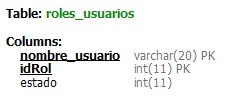 Table: roles_usuarios
Columns:
nombre_usuario varchar(20) PK
idRol int(11) PK
estado int(11)